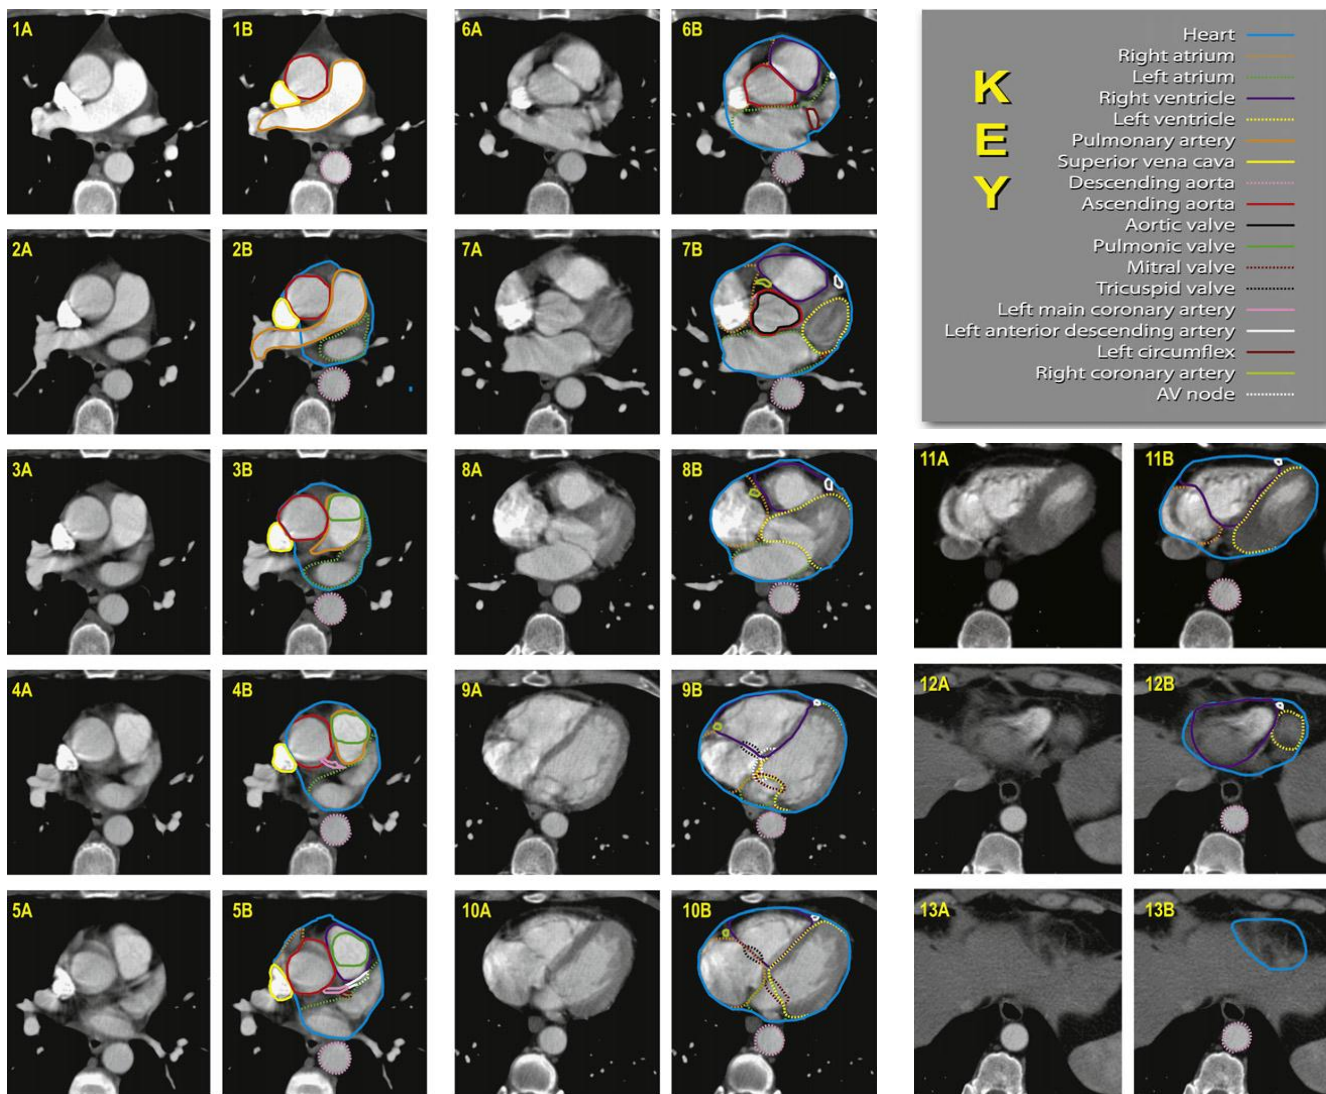 1A
1B
6A
6B
K
E
Y
Heart
Right atrium
Left atrium
Right ventricle
Left ventricle
Pulmonary artery
Superior vena cava
Descending aorta
Ascending aorta
Aortic valve
Pulmonic valve
Mitral valve
Tricuspid valve
Left main coronary artery
Left anterior descending artery
Left circumflex
Right coronary artery
AV node
2A
2B
7A
7B
3A
3B
8A
8B
11A
11B
4A
4B
9A
9B
12A
12B
5A
5B
10A
10B
13A
13B